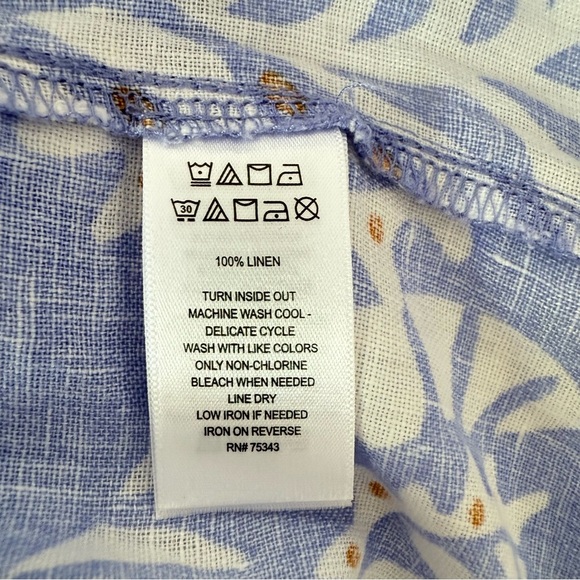 30
100% LINEN
TURN INSIDE OUT
MACHINE WASH COOL -
DELICATE CYCLE
WASH WITH LIKE COLORS
ONLY NON-CHLORINE
BLEACH WHEN NEEDED
LINE DRY
LOW IRON IF NEEDED
IRON ON REVERSE
RN# 75343